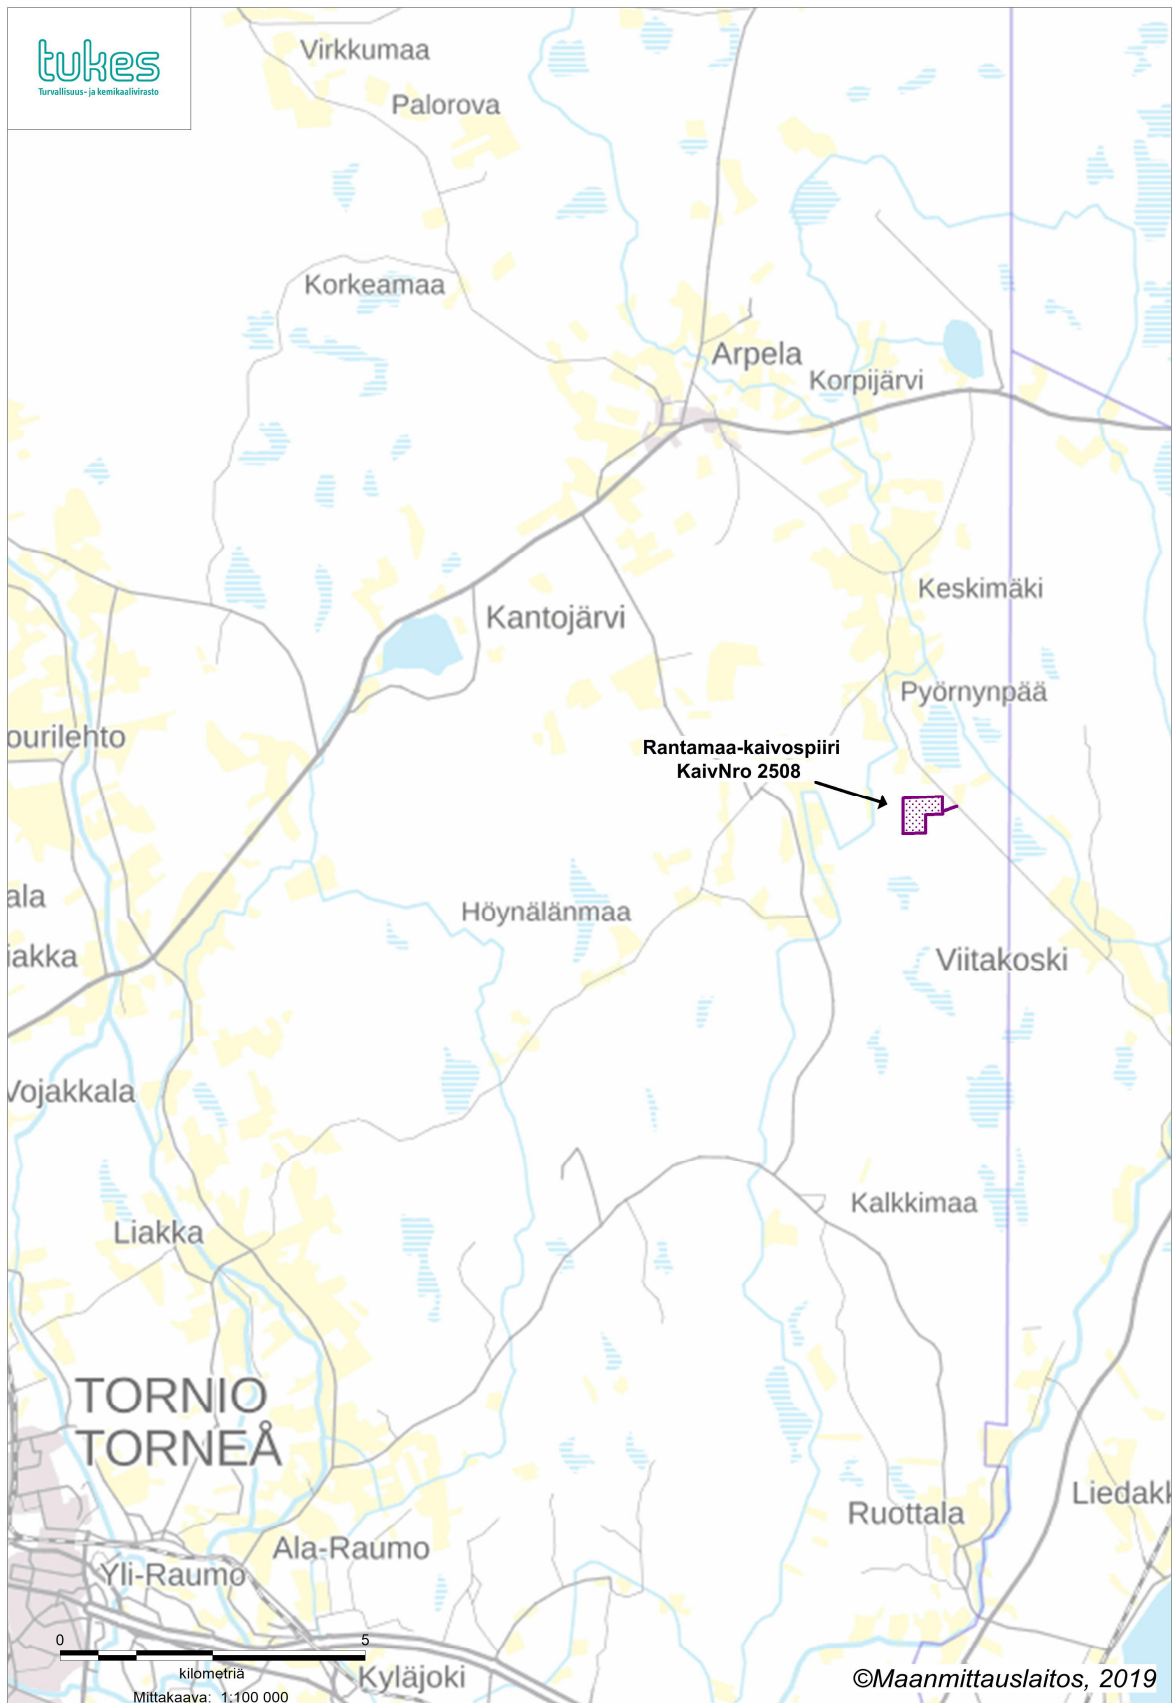 tukes
Turvallisuus- ja kemikaalivirasto
Virkkumaa
Palorova
Korkeamaa
Arpela
Korpijärvi
Keskimäki
Kantojärvi
Pyörnynpää
ourilehto
Rantamaa-kaivospiiri
KaivNro 2508
ala
Höynälänmaa
iakka
Viitakoski
Vojakkala
Kalkkimaa
Liakka
TORNIO
TORNEÅ
Liedakk
Ruottala
Ala-Raumo
Yli-Raumo
0 5
kilometriä
Kyläjoki
©Maanmittauslaitos, 2019
Mittakaava: 1:100 000